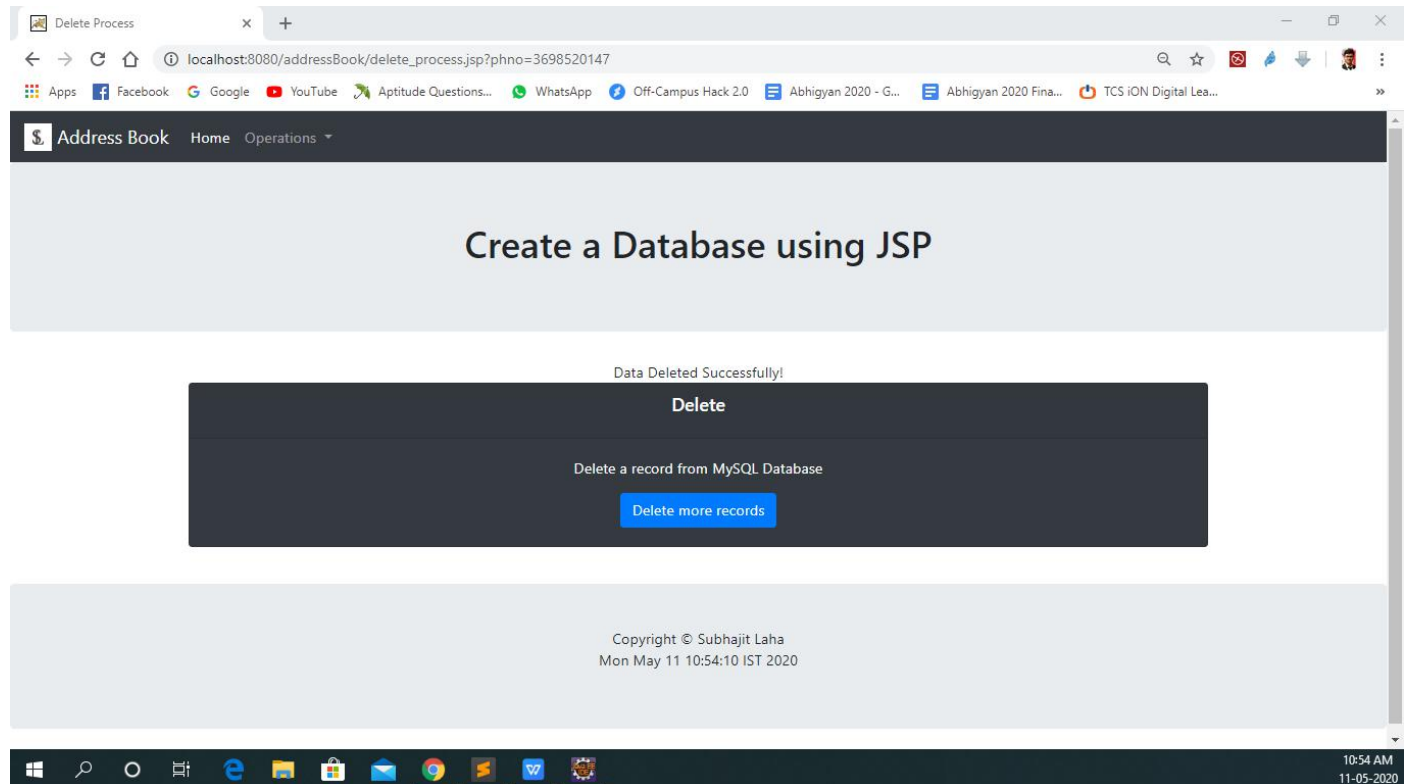 Delete Process
localhost:8080/addressBook/delete_process.jsp?phno=3698520147
Apps Facebook Google YouTube Aptitude Questions... WhatsApp Off-Campus Hack 2.0 Abhigyan 2020 - G... Abhigyan 2020 Fina... TCS iON Digital Lea... »
Address Book Home Operations
Create a Database using JSP
Data Deleted Successfully!
Delete
Delete a record from MySQL Database
Delete more records
Copyright © Subhajit Laha
Mon May 11 10:54:10 IST 2020
10:54 AM
11-05-2020